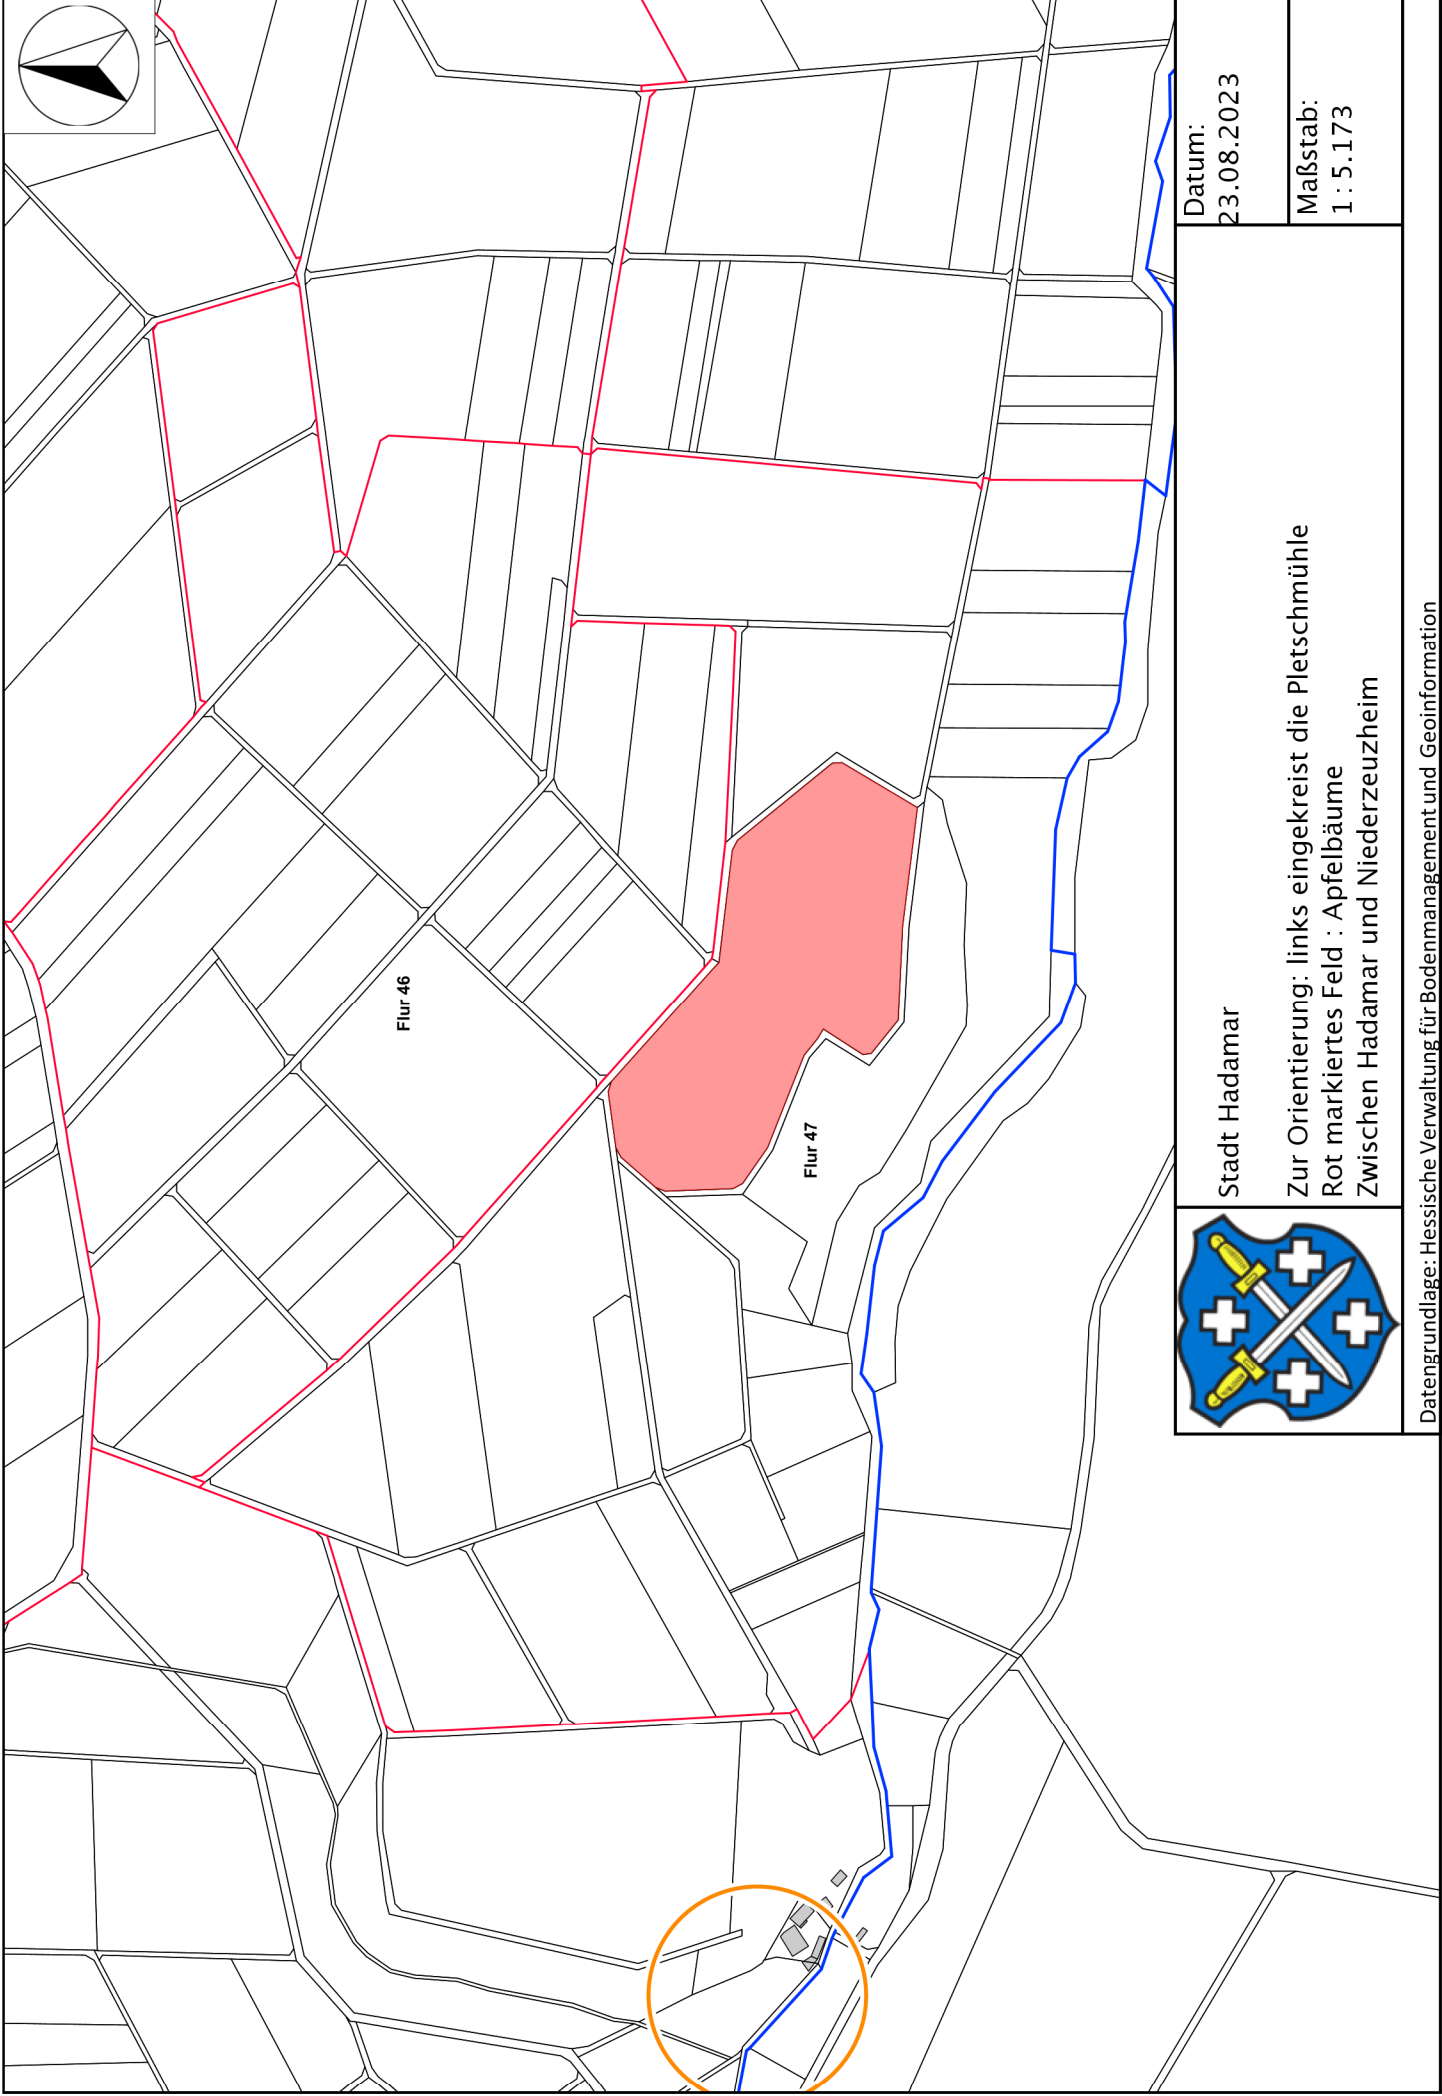 Flur 46
Flur 47
Stadt Hadamar
Zur Orientierung: links eingekreist die Pletschmühle
Rot markiertes Feld : Apfelbäume
Zwischen Hadamar und Niederzeuzheim
Datum:
23.08.2023
Maßstab:
1 : 5.173
Datengrundlage: Hessische Verwaltung für Bodenmanagement und Geoinformation